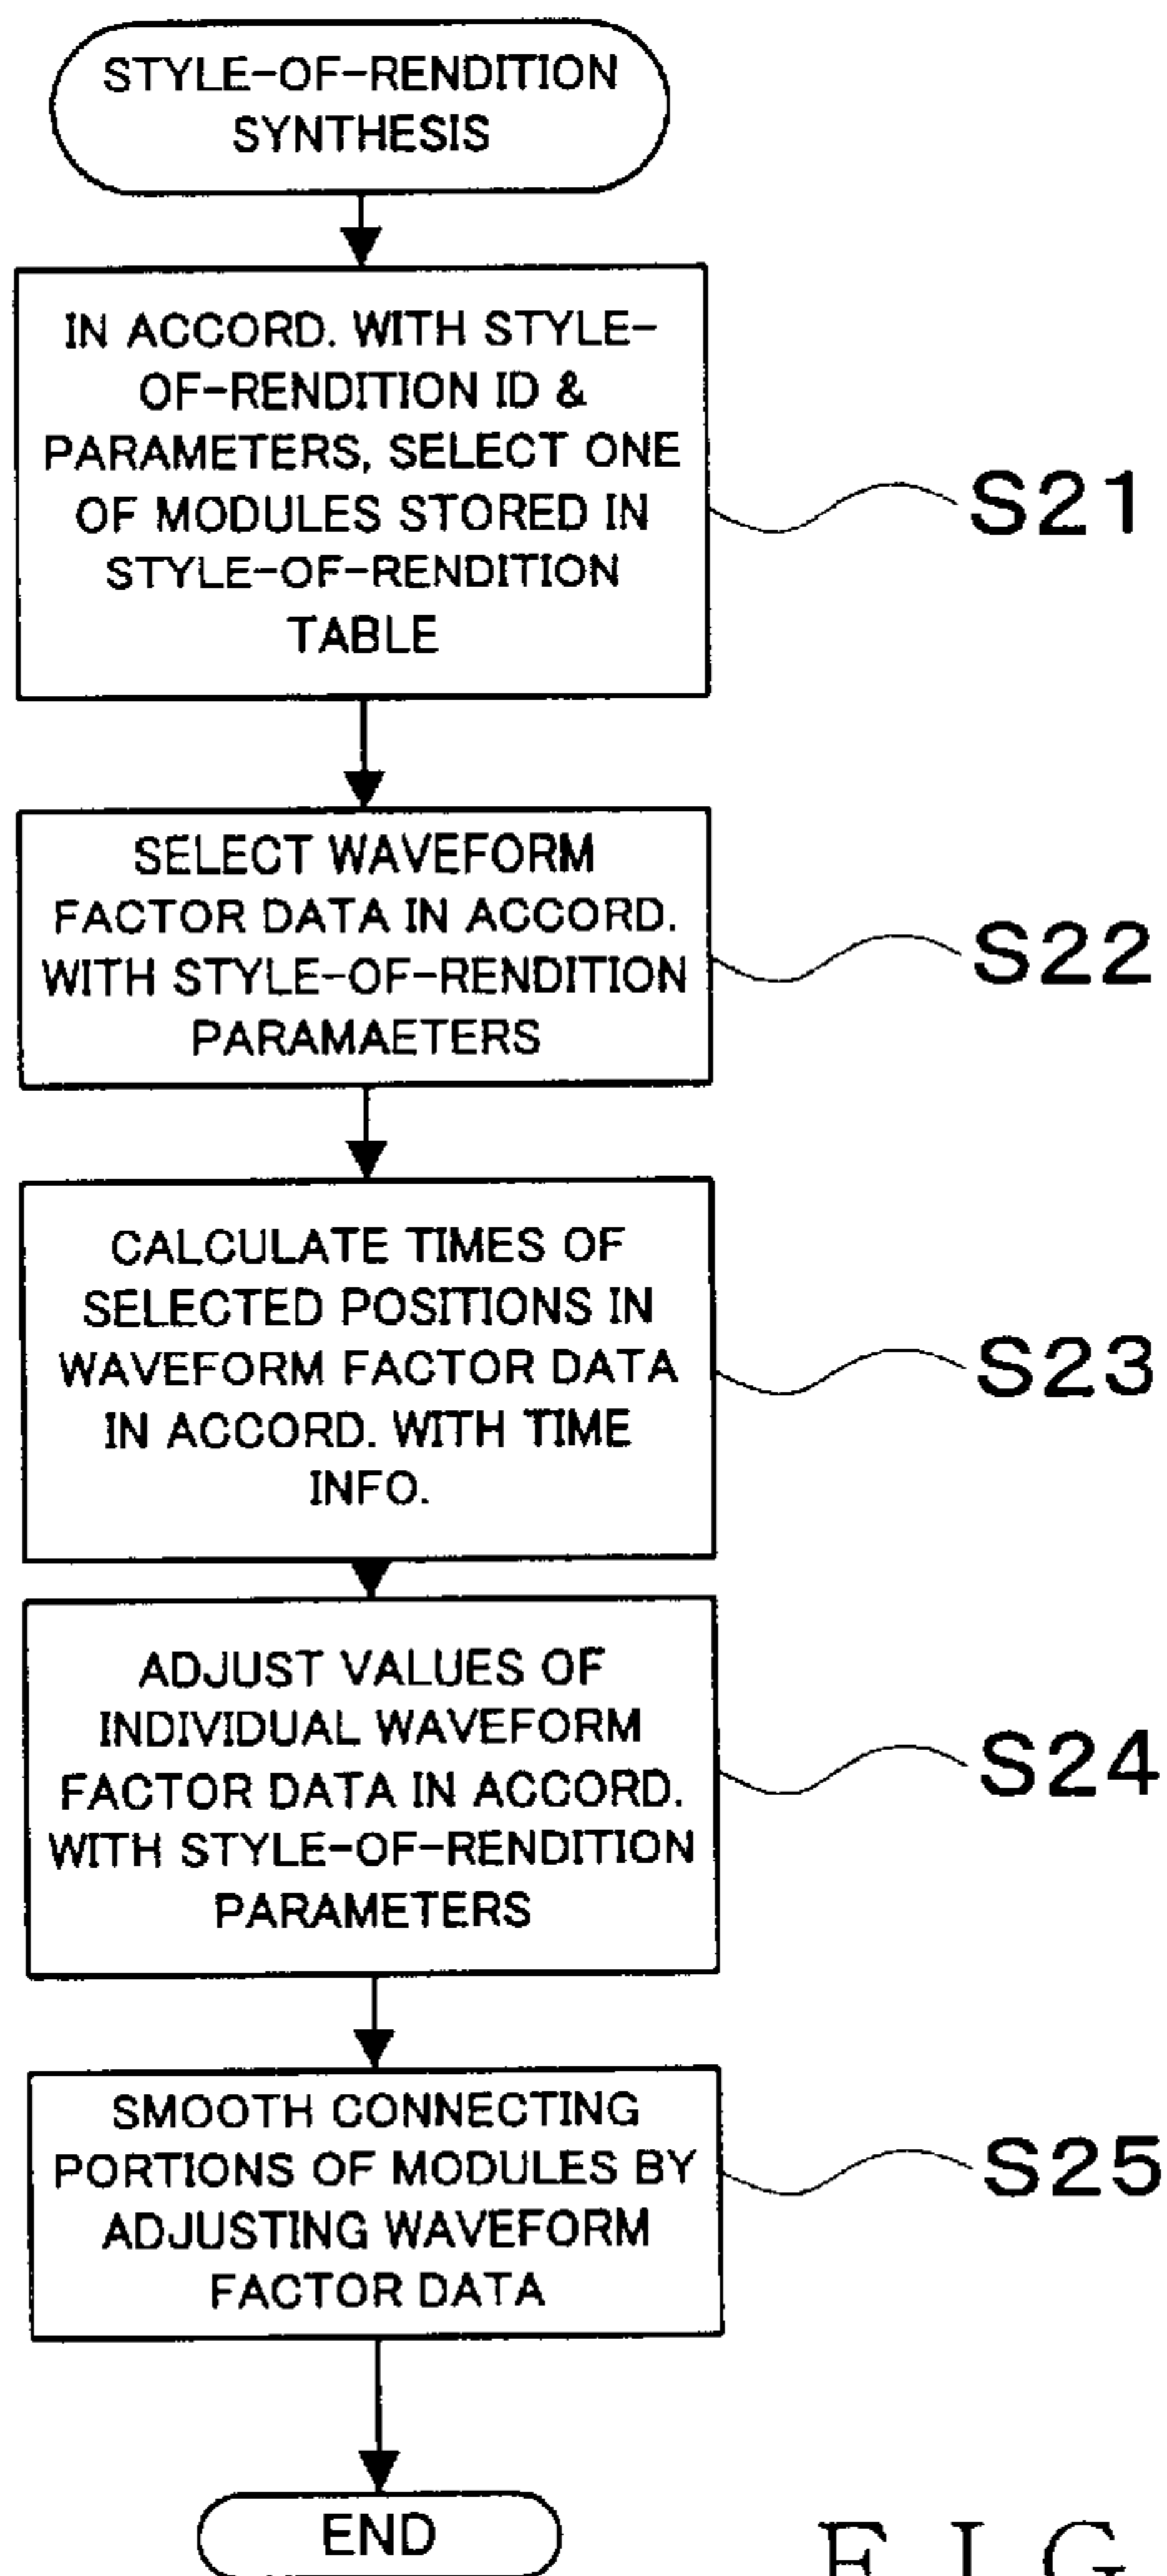 STYLE-OF-RENDITION
SYNTHESIS
IN ACCORD. WITH STYLE-
OF-RENDITION ID &
PARAMETERS, SELECT ONE
OF MODULES STORED IN
STYLE-OF-RENDITION
TABLE
S21
SELECT WAVEFORM
FACTOR DATA IN ACCORD.
WITH STYLE-OF-RENDITION
PARAMAETERS
S22
CALCULATE TIMES OF
SELECTED POSITIONS IN
WAVEFORM FACTOR DATA
IN ACCORD. WITH TIME
INFO.
S23
ADJUST VALUES OF
INDIVIDUAL WAVEFORM
FACTOR DATA IN ACCORD.
WITH STYLE-OF-RENDITION
PARAMETERS
S24
SMOOTH CONNECTING
PORTIONS OF MODULES BY
ADJUSTING WAVEFORM
FACTOR DATA
S25
END
FIG